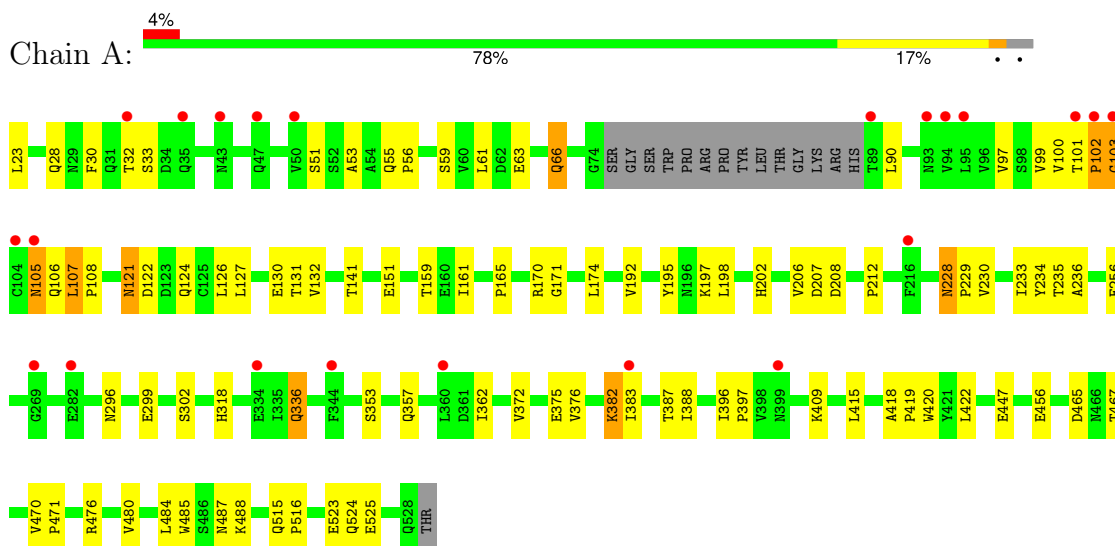 4%
Chain A:
78% 17% • •
L23 Q28 N29 F30 Q31 T32 S33 D34 Q35 N43 Q47 V50 S51 S52 A53 A54 Q55 P56 S59 V60 L61 D62 E63 Q66 G74 SER GLY SER TRP PRO ARG PRO TYR LEU THR GLY LYS ARG HIS T89 L90 N93 V94 L95 V96 V97 S98 V99 V100 T101 P102
C104 N105 Q106 L107 P108 N121 D122 D123 Q124 C125 L126 L127 E130 T131 V132 T141 E151 T159 E160 I161 P165 R170 G171 L174 V192 Y195 N196 K197 L198 H202 V206 D207 D208 P212 F216 N228 P229 V230 I233 Y234 T235 A236
G269 E282 N296 E299 S302 H318 E334 I335 Q336 F344 S353 Q357 L360 D361 I362 V372 E375 V376 K382 I383 T387 I388 I396 P397 V398 N399 K409 L415 A418 P419 W420 Y421 L422 E447 E456 D465 N466
V470 P471 R476 V480 L484 W485 S486 N487 K488 Q515 P516 E523 Q524 E525 Q528 THR